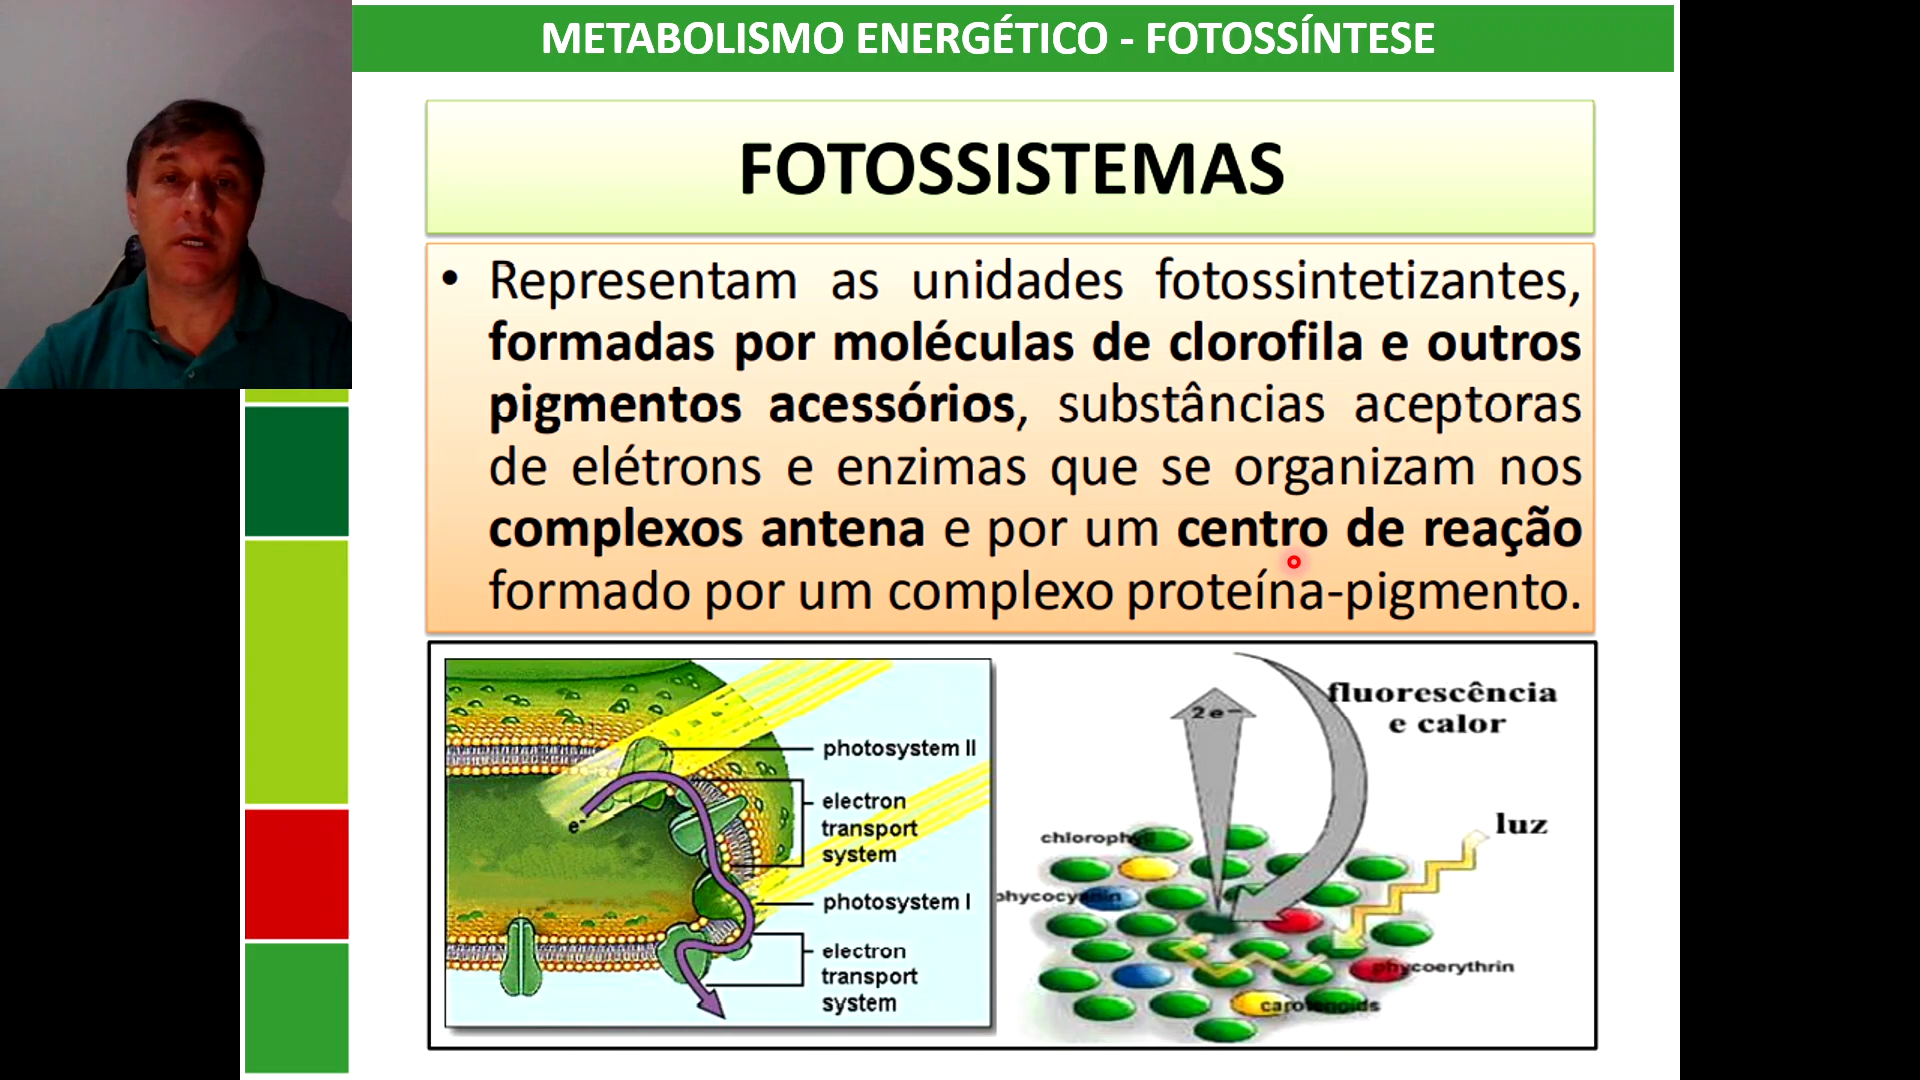 METABOLISMO ENERGÉTICO - FOTOSSÍNTESE
FOTOSSISTEMAS
• Representam as unidades fotossintetizantes,
formadas por moléculas de clorofila e outros
pigmentos acessórios, substâncias aceptoras
de elétrons e enzimas que se organizam nos
complexos antena e por um centro de reação
formado por um complexo proteína-pigmento.
photosystem II
electron
transport
system
photosystem I
electron
transport
system
e-
2 e-
fluorescência
e calor
luz
chlorophyll
phycocyanin
phycoerythrin
carotenoids